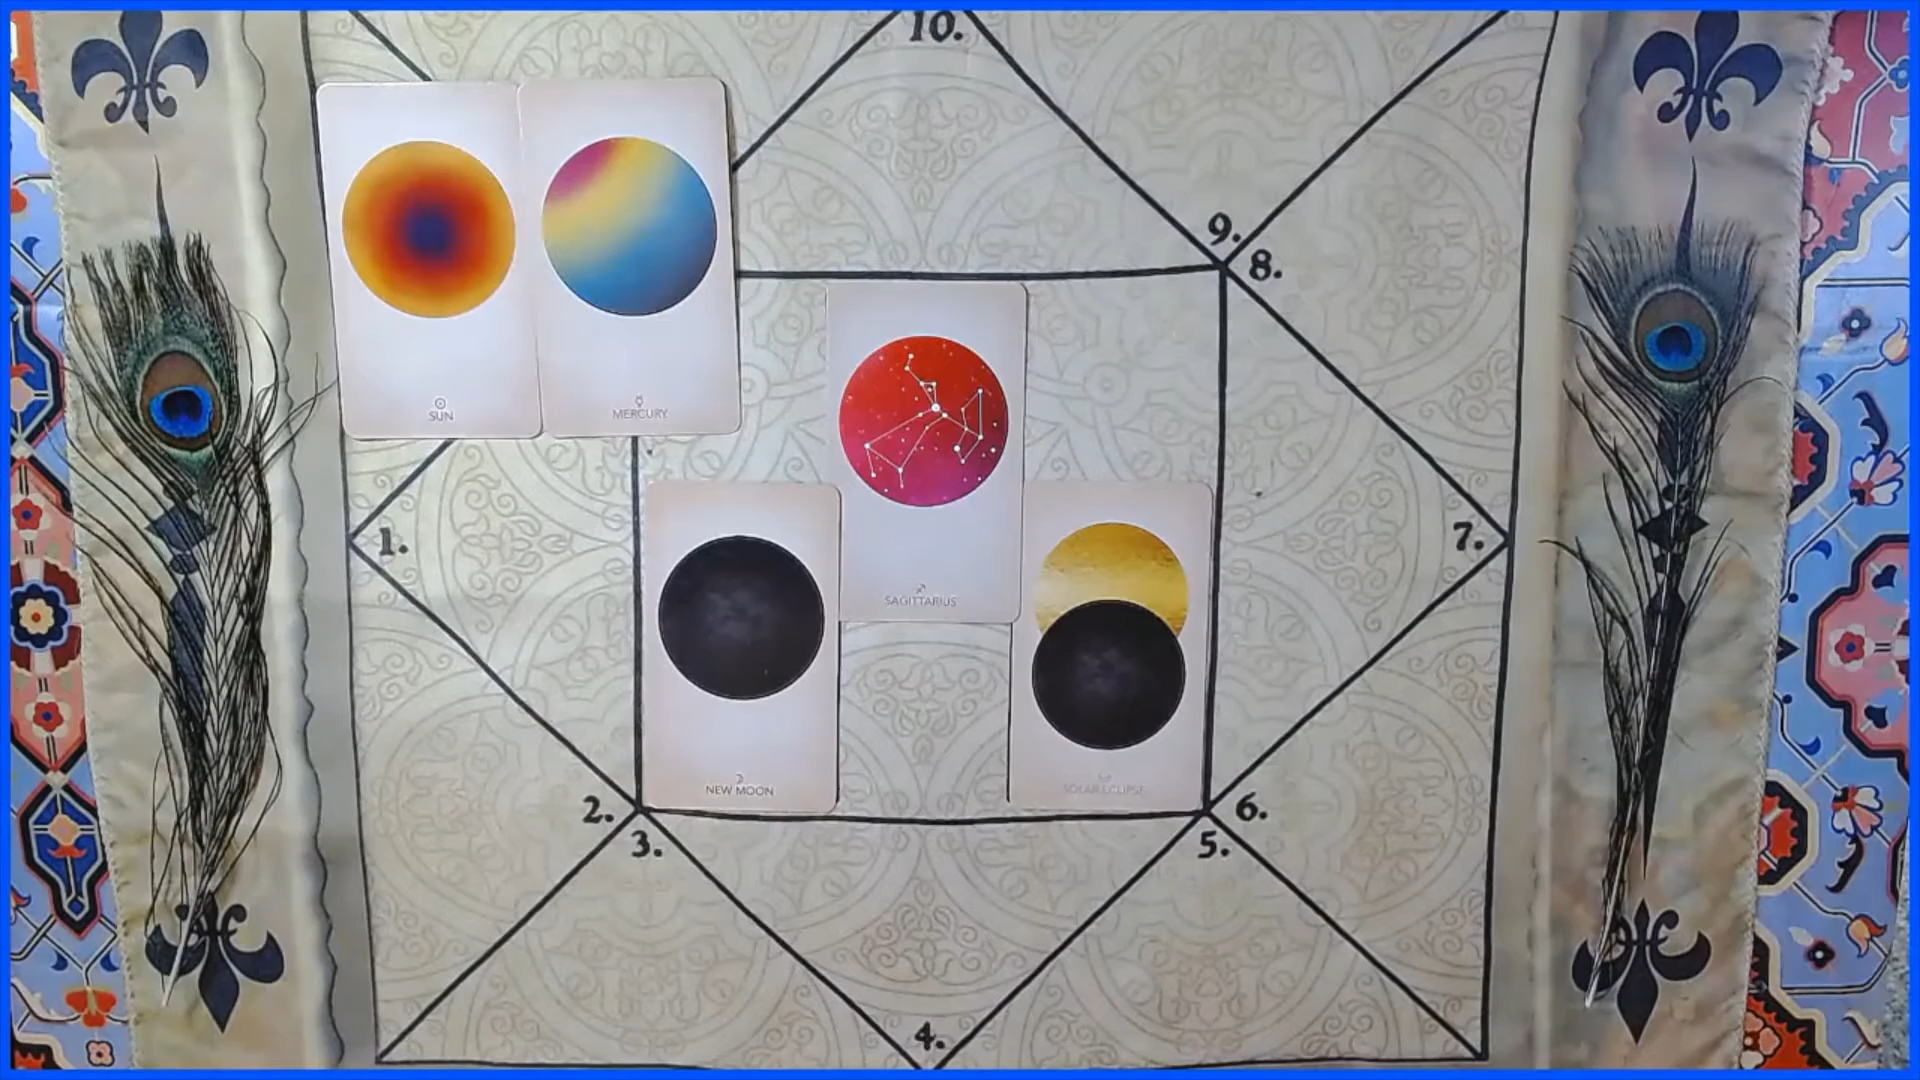 10.
9.
8.
☉
SUN
☿
MERCURY
1.
7.
♐
SAGITTARIUS
☽
NEW MOON
SOLAR ECLIPSE
2.
3.
6.
5.
4.